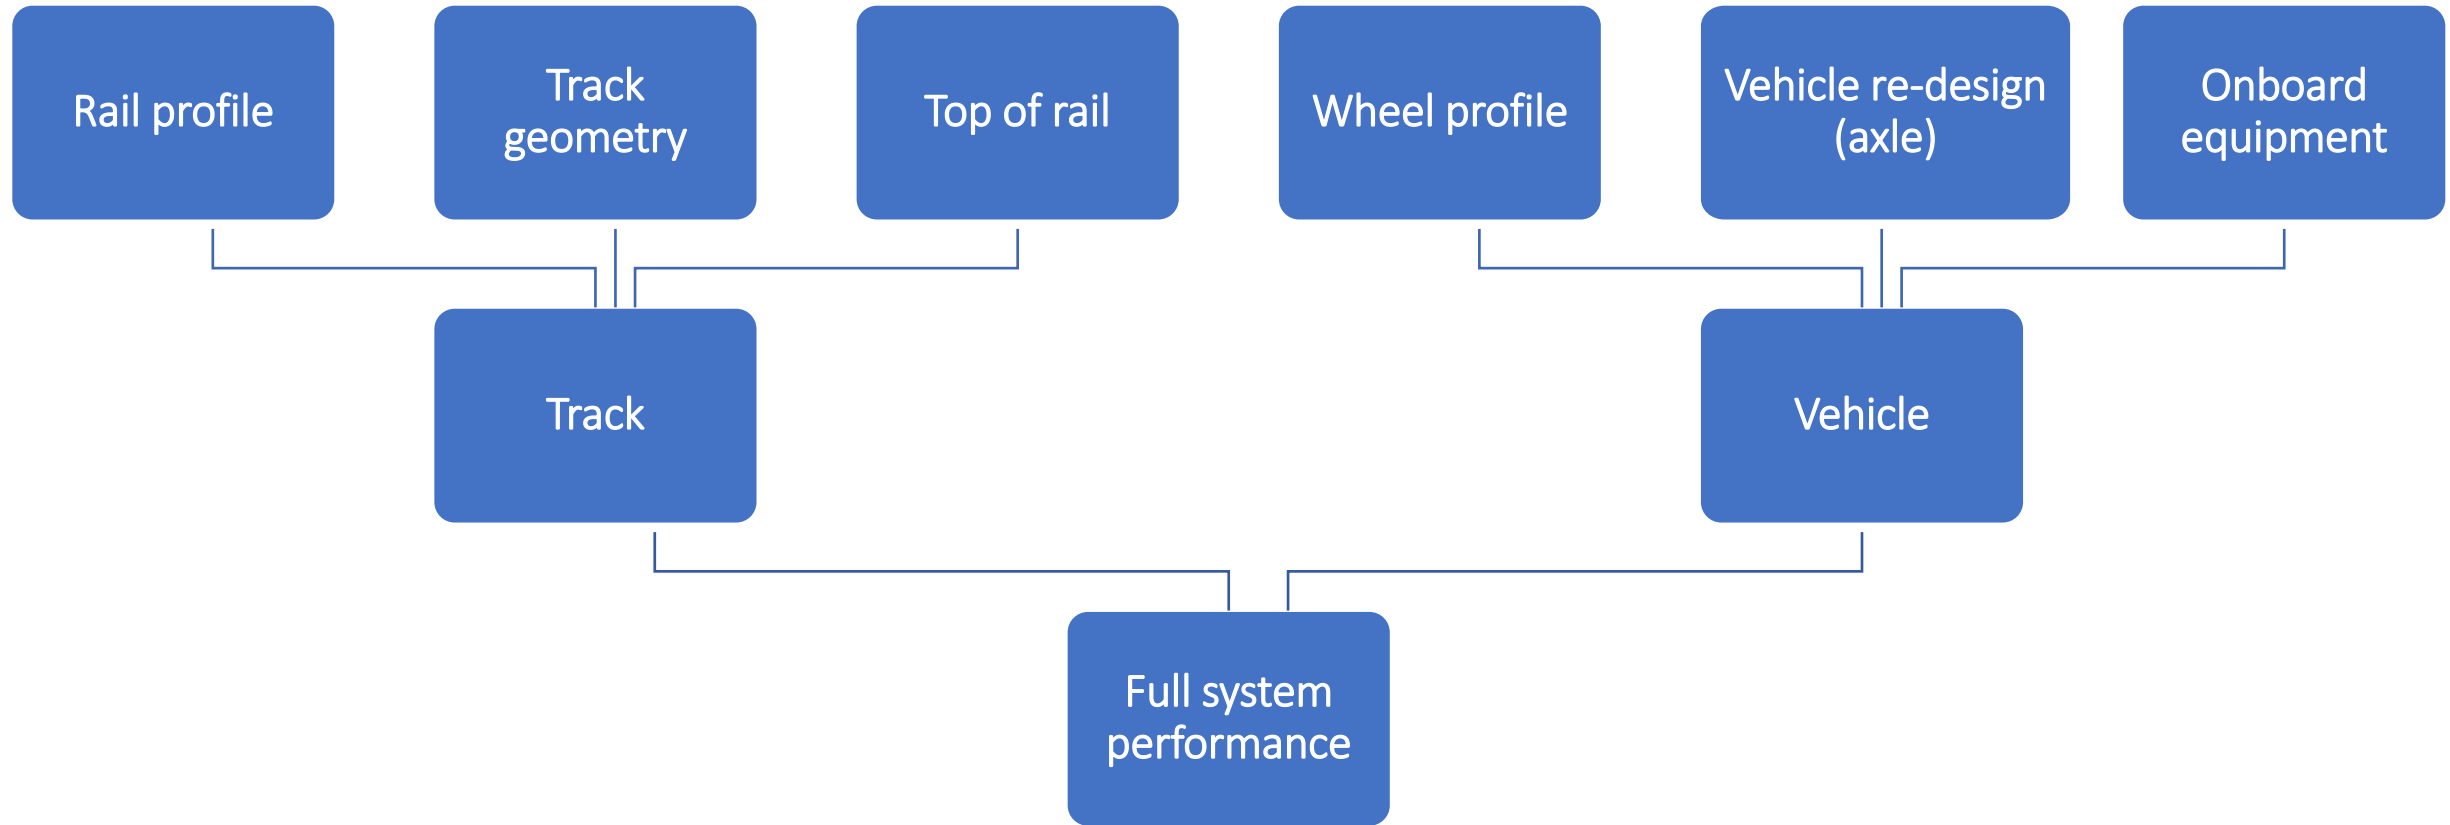 Rail profile
Track
geometry
Top of rail
Wheel profile
Vehicle re-design
(axle)
Onboard
equipment
Track
Vehicle
Full system
performance